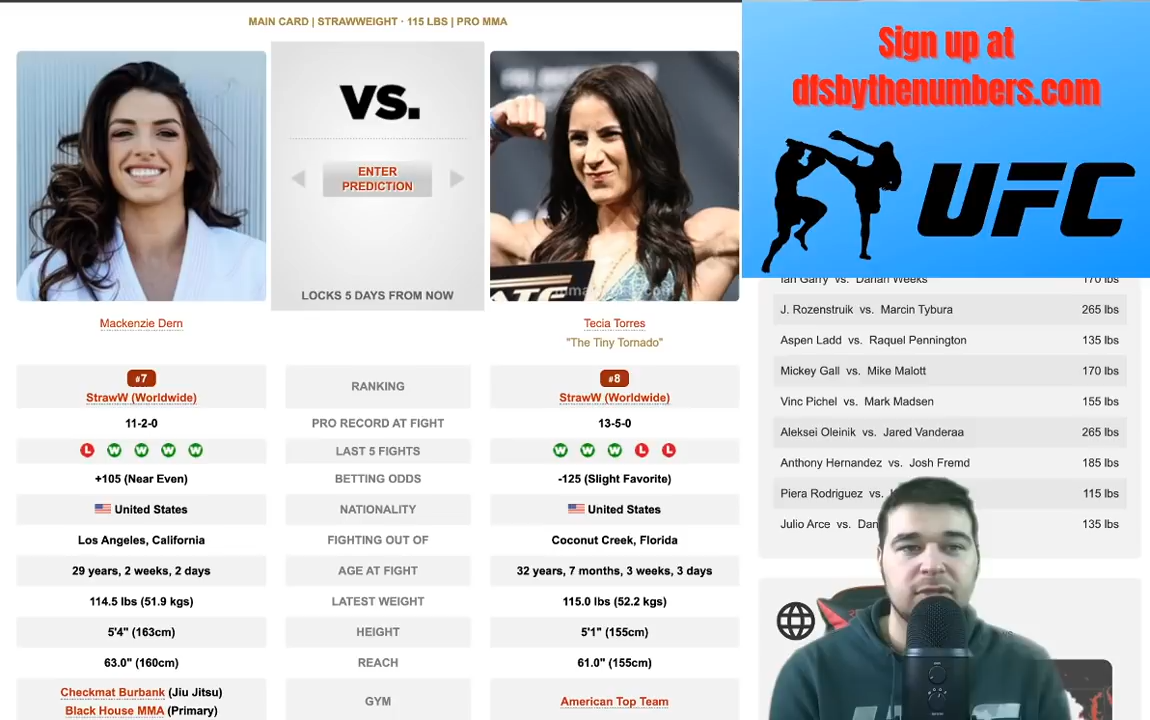 MAIN CARD | STRAWWEIGHT · 115 LBS | PRO MMA
VS.
ENTER
PREDICTION
LOCKS 5 DAYS FROM NOW
Mackenzie Dern
Tecia Torres
"The Tiny Tornado"
#7
StrawW (Worldwide)
RANKING
#8
StrawW (Worldwide)
11-2-0 PRO RECORD AT FIGHT 13-5-0
L W W W W LAST 5 FIGHTS W W W L L
+105 (Near Even) BETTING ODDS -125 (Slight Favorite)
United States NATIONALITY United States
Los Angeles, California FIGHTING OUT OF Coconut Creek, Florida
29 years, 2 weeks, 2 days AGE AT FIGHT 32 years, 7 months, 3 weeks, 3 days
114.5 lbs (51.9 kgs) LATEST WEIGHT 115.0 lbs (52.2 kgs)
5'4" (163cm) HEIGHT 5'1" (155cm)
63.0" (160cm) REACH 61.0" (155cm)
Checkmat Burbank (Jiu Jitsu)
Black House MMA (Primary)
GYM
American Top Team
Sign up at
dfsbythenumbers.com
UFC
Ian Garry vs. Darian Weeks 170 lbs
J. Rozenstruik vs. Marcin Tybura 265 lbs
Aspen Ladd vs. Raquel Pennington 135 lbs
Mickey Gall vs. Mike Malott 170 lbs
Vinc Pichel vs. Mark Madsen 155 lbs
Aleksei Oleinik vs. Jared Vanderaa 265 lbs
Anthony Hernandez vs. Josh Fremd 185 lbs
Piera Rodriguez vs. 115 lbs
Julio Arce vs. Dan 135 lbs